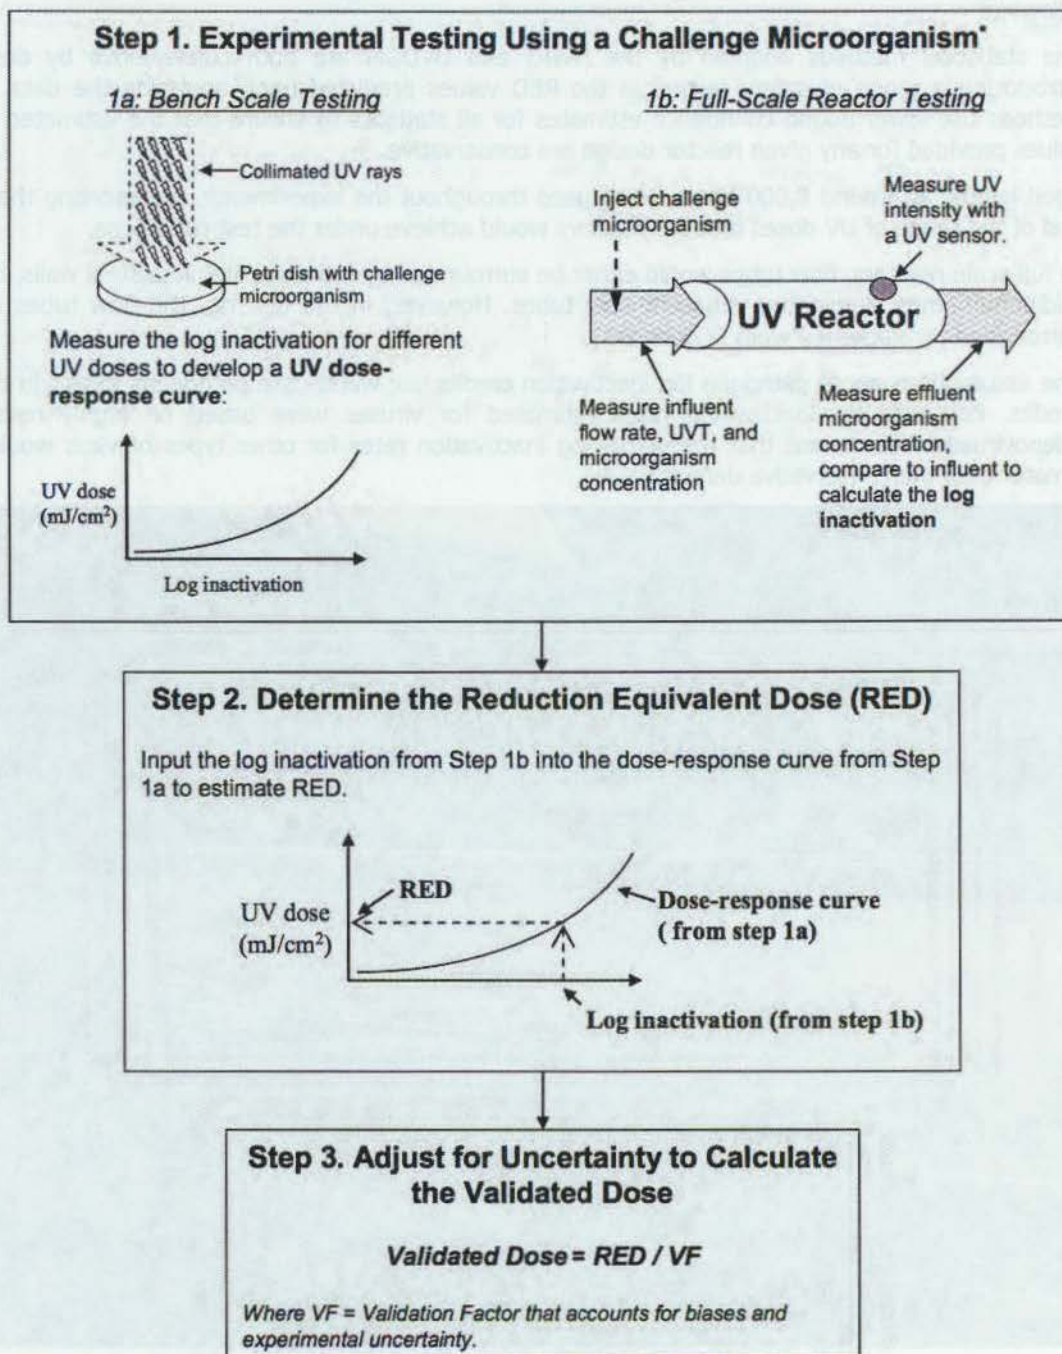 Step 1. Experimental Testing Using a Challenge Microorganism*
1a: Bench Scale Testing
Collimated UV rays
Petri dish with challenge
microorganism
Measure the log inactivation for different
UV doses to develop a UV dose-
response curve:
UV dose
(mJ/cm²)
Log inactivation
1b: Full-Scale Reactor Testing
Inject challenge
microorganism
Measure UV
intensity with
a UV sensor.
UV Reactor
Measure influent
flow rate, UVT, and
microorganism
concentration
Measure effluent
microorganism
concentration,
compare to influent to
calculate the log
inactivation
Step 2. Determine the Reduction Equivalent Dose (RED)
Input the log inactivation from Step 1b into the dose-response curve from Step
1a to estimate RED.
RED
UV dose
(mJ/cm²)
Dose-response curve
( from step 1a)
Log inactivation (from step 1b)
Step 3. Adjust for Uncertainty to Calculate
the Validated Dose
Validated Dose = RED / VF
Where VF = Validation Factor that accounts for biases and
experimental uncertainty.